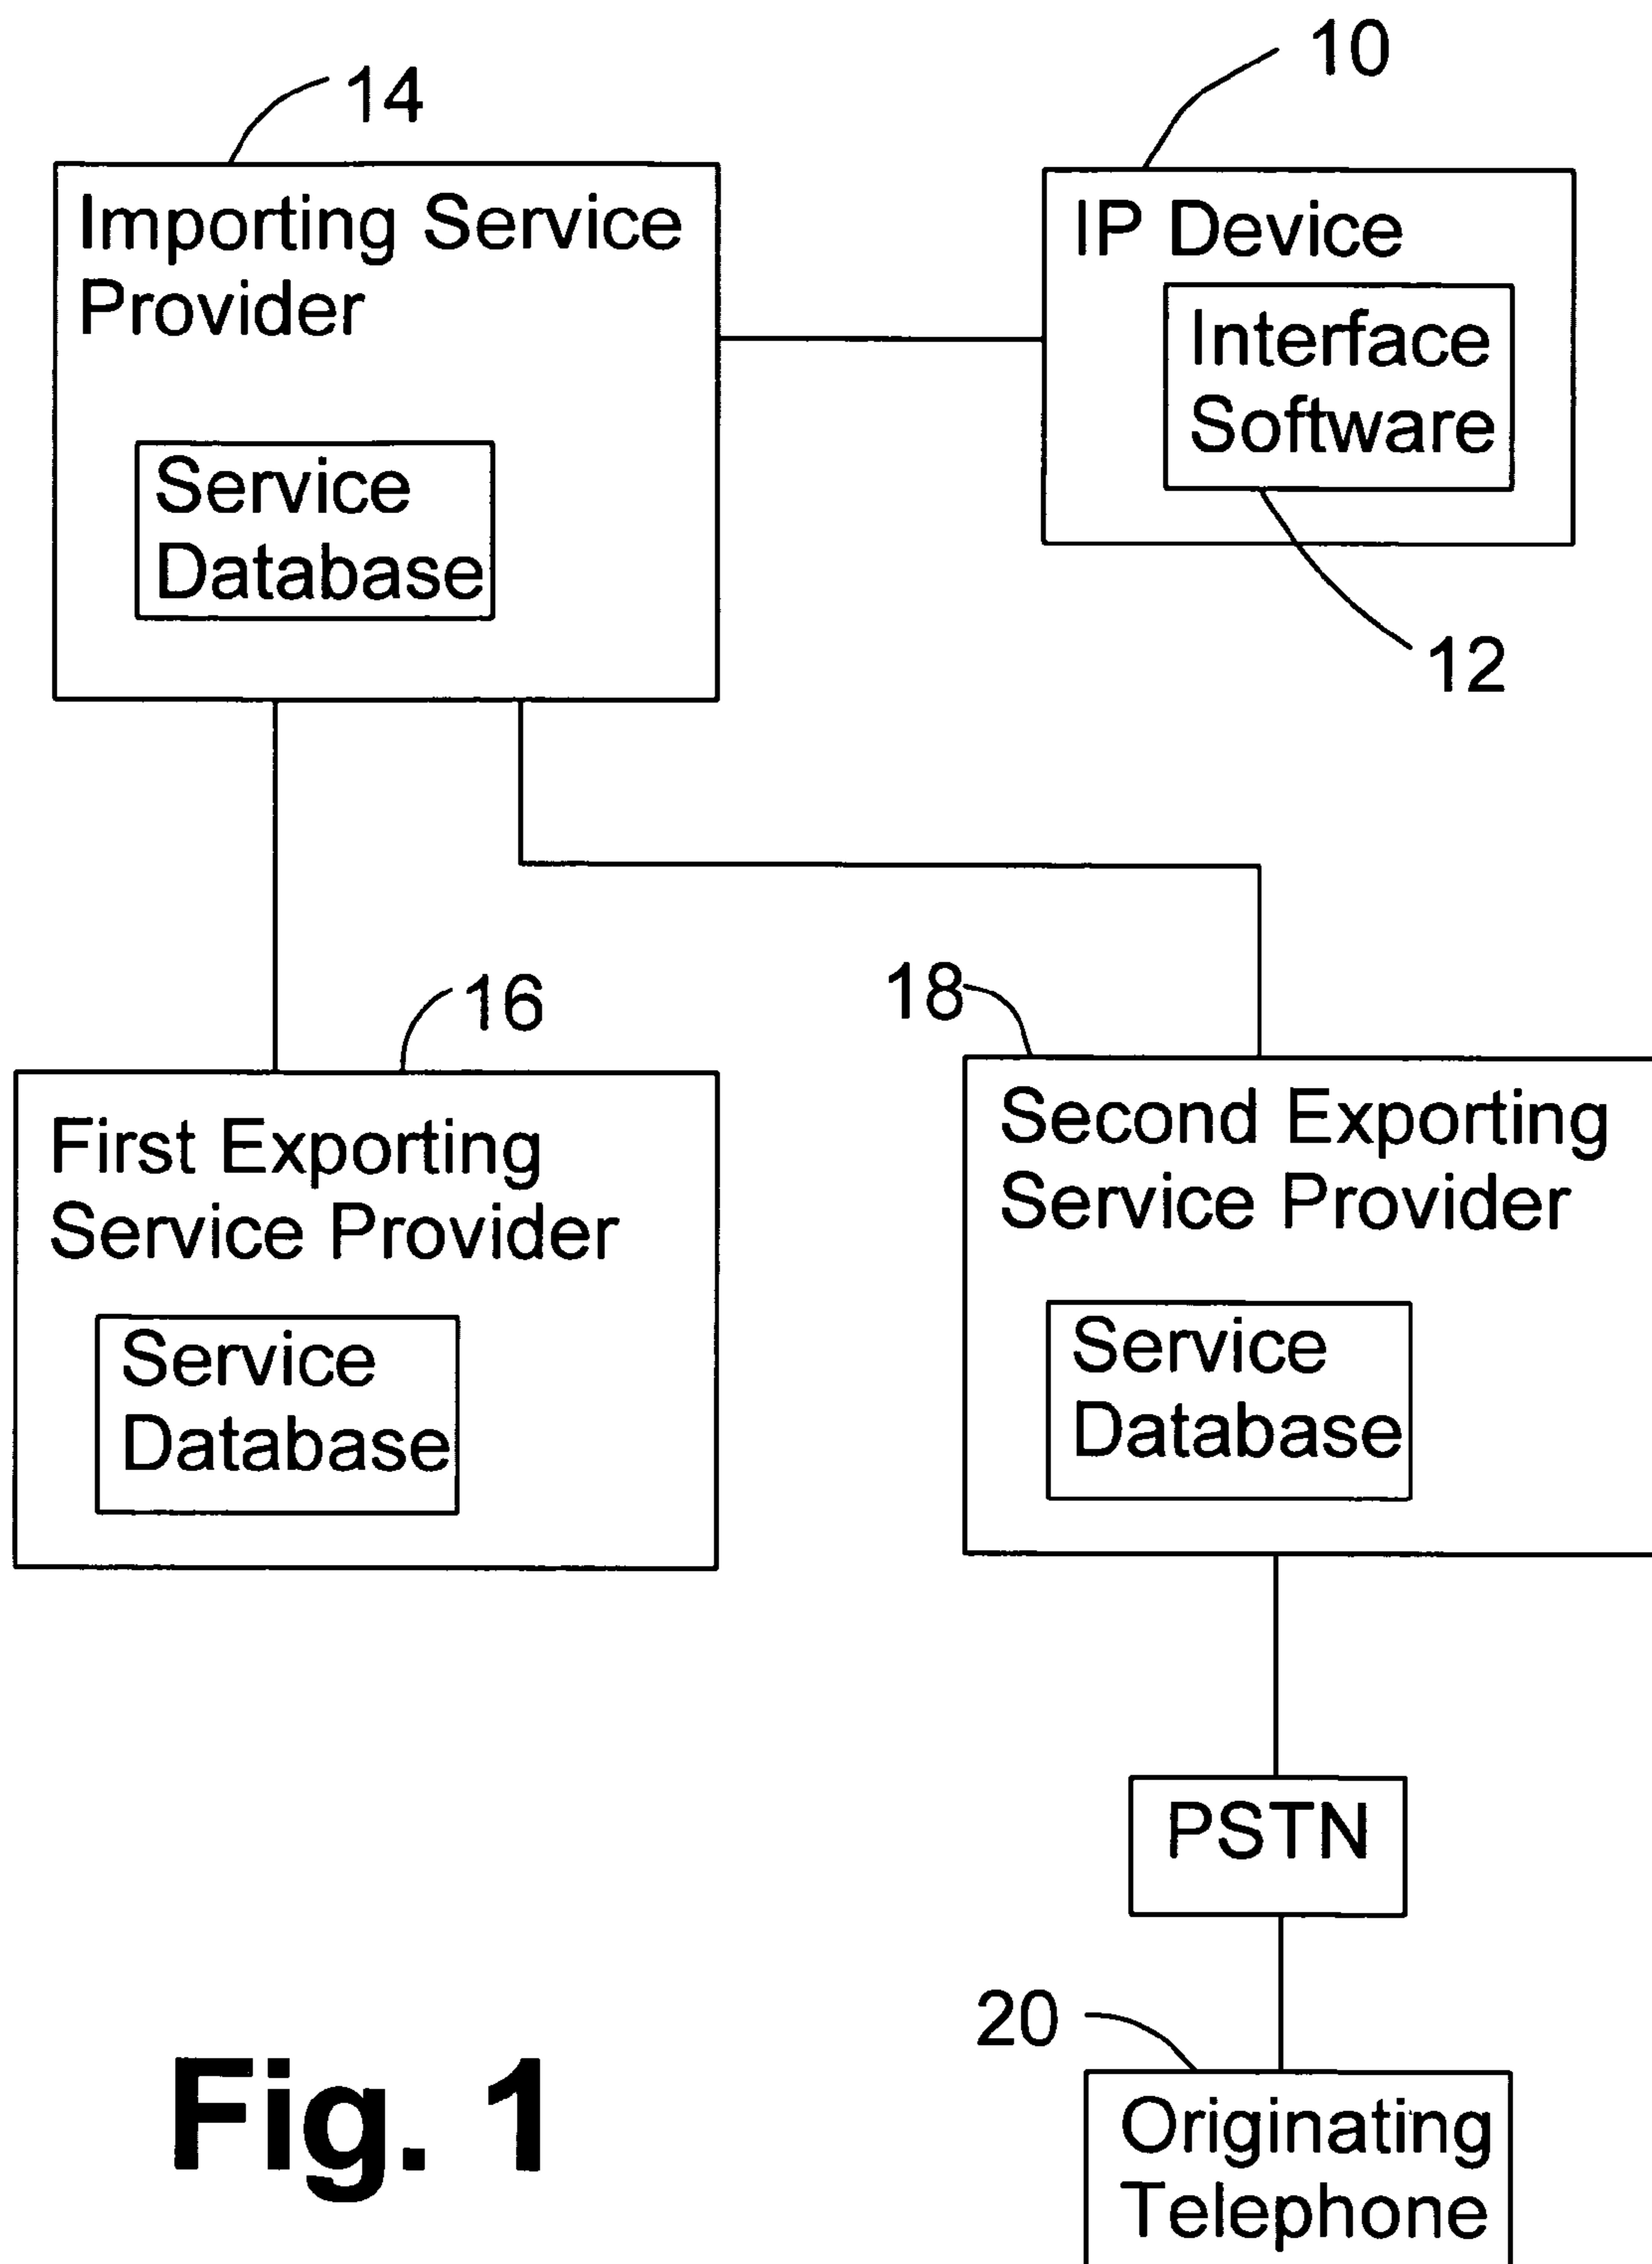 14
10
Importing Service
Provider
IP Device
Interface
Software
Service
Database
12
16
18
First Exporting
Service Provider
Second Exporting
Service Provider
Service
Database
Service
Database
PSTN
20
Originating
Telephone
Fig. 1